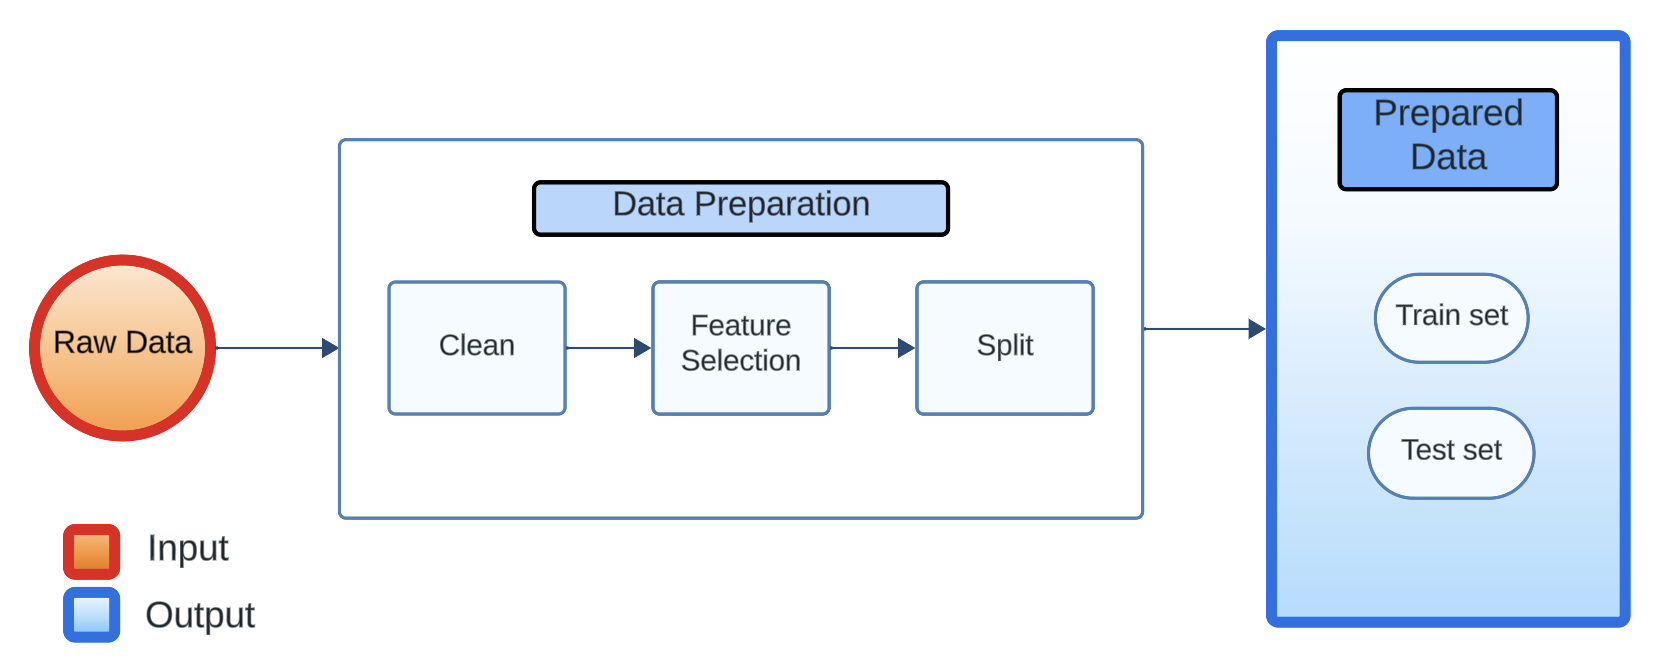 Raw Data
Data Preparation
Clean
Feature
Selection
Split
Prepared
Data
Train set
Test set
Input
Output